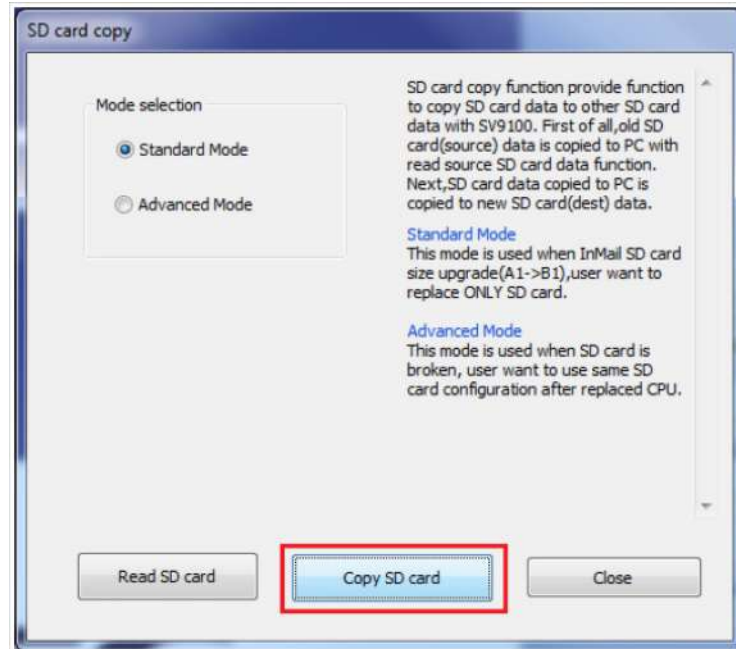 SD card copy
Mode selection
Standard Mode
Advanced Mode
SD card copy function provide function
to copy SD card data to other SD card
data with SV9100. First of all,old SD
card(source) data is copied to PC with
read source SD card data function.
Next,SD card data copied to PC is
copied to new SD card(dest) data.
Standard Mode
This mode is used when InMail SD card
size upgrade(A1->B1),user want to
replace ONLY SD card.
Advanced Mode
This mode is used when SD card is
broken, user want to use same SD
card configuration after replaced CPU.
Read SD card
Copy SD card
Close